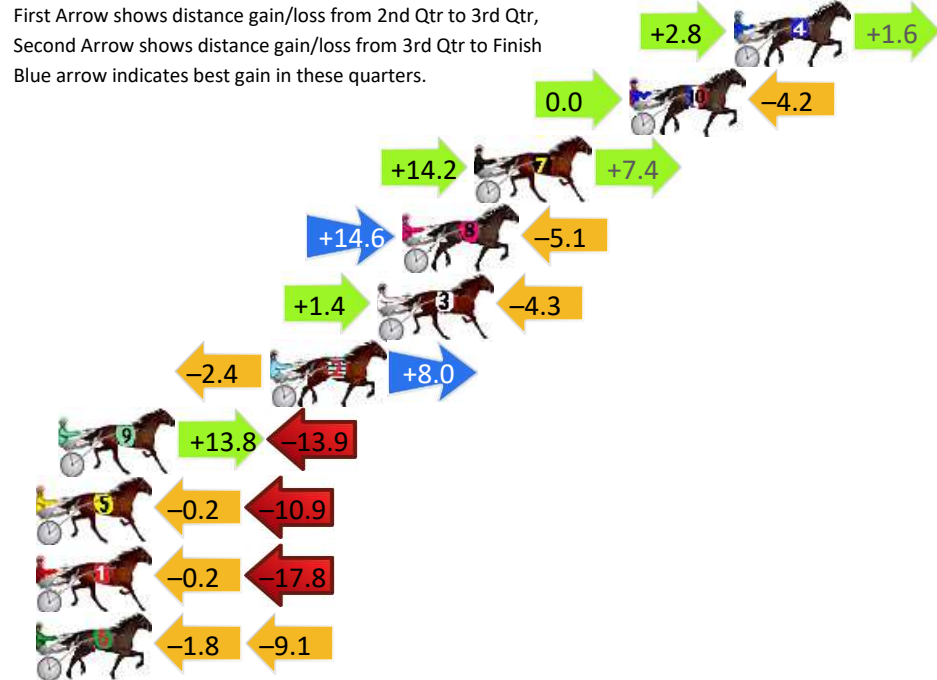 First Arrow shows distance gain/loss from 2nd Qtr to 3rd Qtr,
Second Arrow shows distance gain/loss from 3rd Qtr to Finish
Blue arrow indicates best gain in these quarters.
+2.8 4 +1.6
0.0 10 –4.2
+14.2 7 +7.4
+14.6 8 –5.1
+1.4 3 –4.3
–2.4 2 +8.0
9 +13.8 –13.9
5 –0.2 –10.9
1 –0.2 –17.8
6 –1.8 –9.1